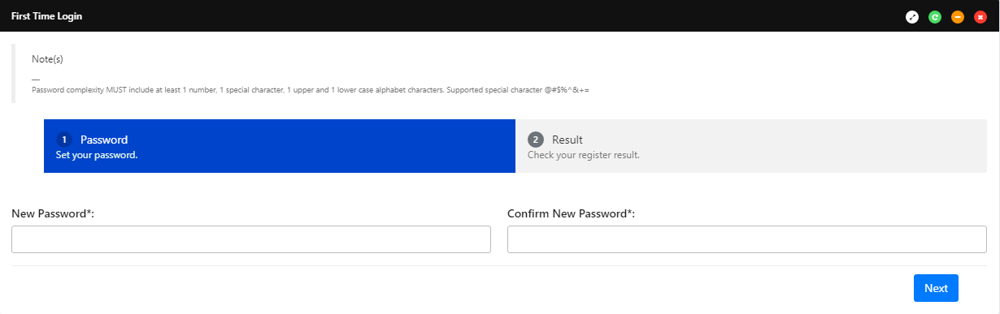 First Time Login
Note(s)
—
Password complexity MUST include at least 1 number, 1 special character, 1 upper and 1 lower case alphabet characters. Supported special character @#$%^&+=
1 Password
Set your password.
2 Result
Check your register result.
New Password*:
Confirm New Password*:
Next